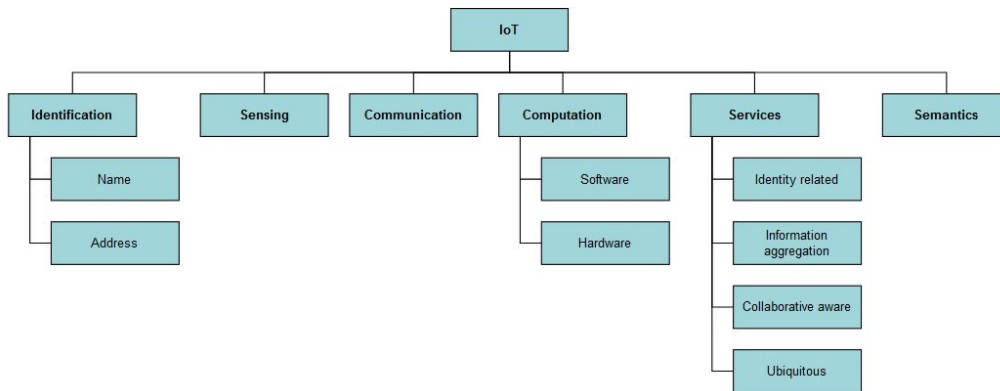 IoT
Identification
Sensing
Communication
Computation
Services
Semantics
Name
Address
Software
Hardware
Identity related
Information
aggregation
Collaborative aware
Ubiquitous